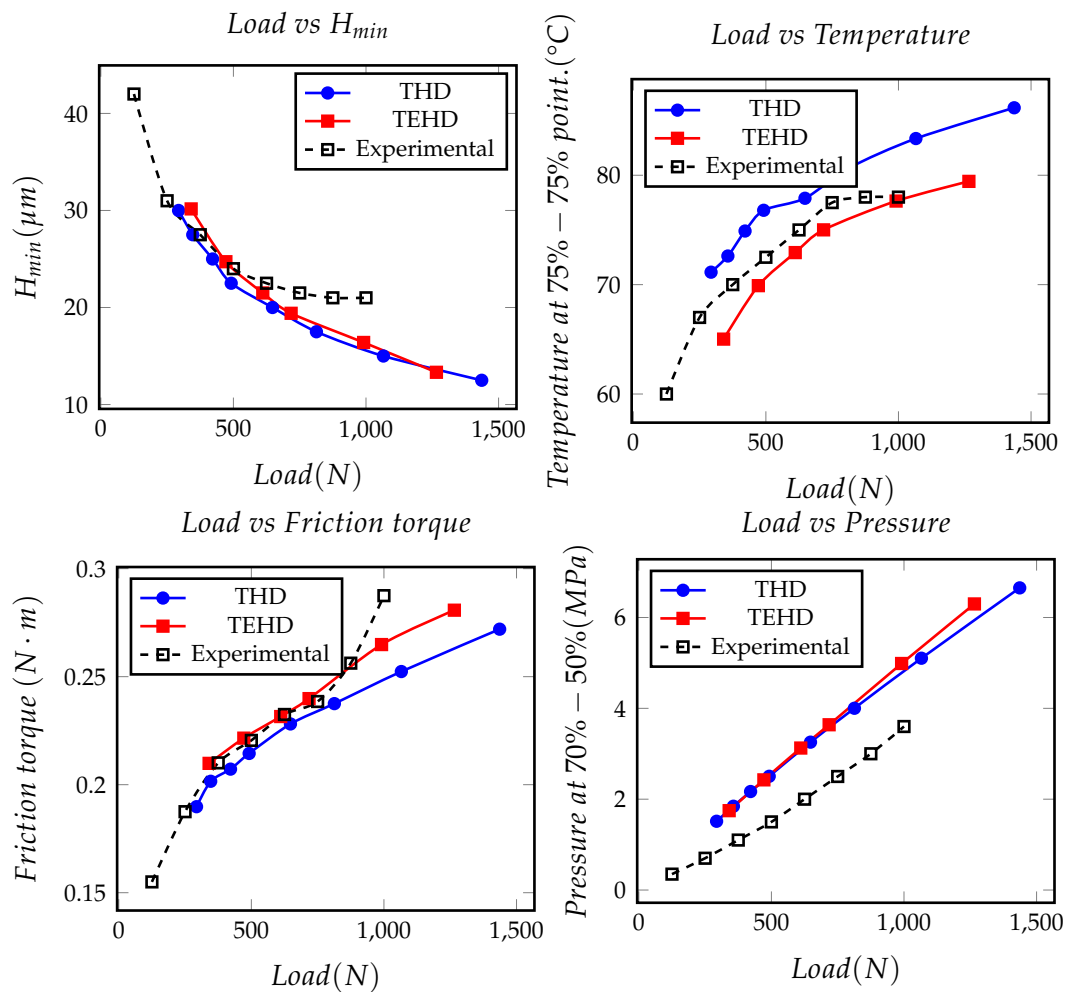 Load vs H_min
THD
TEHD
Experimental
H_min(μm)
40
30
20
10
0
500
1,000
1,500
Load(N)
Load vs Temperature
THD
TEHD
Experimental
Temperature at 75% − 75% point.(°C)
80
70
60
0
500
1,000
1,500
Load(N)
Load vs Friction torque
THD
TEHD
Experimental
Friction torque (N · m)
0.3
0.25
0.2
0.15
0
500
1,000
1,500
Load(N)
Load vs Pressure
THD
TEHD
Experimental
Pressure at 70% − 50%(MPa)
6
4
2
0
0
500
1,000
1,500
Load(N)